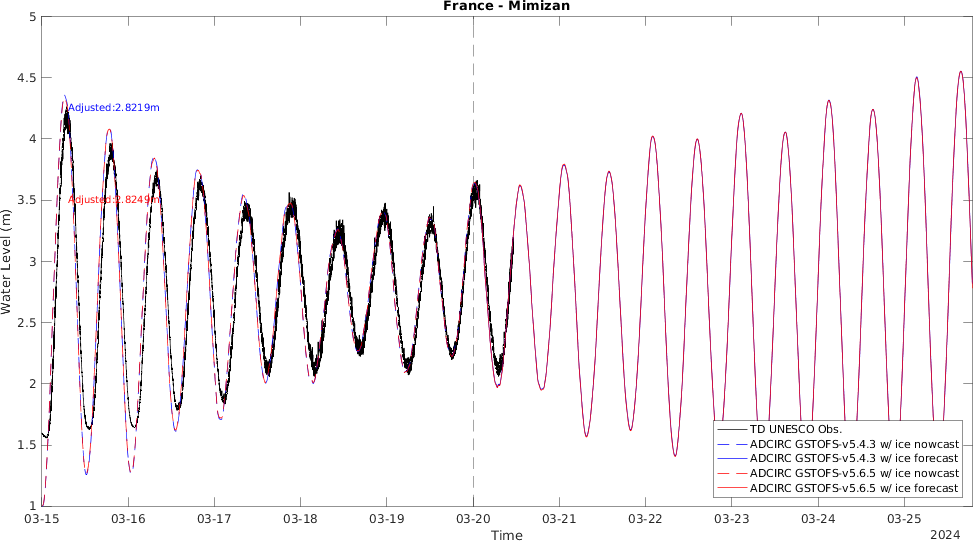 France - Mimizan
Water Level (m)
5
4.5
4
3.5
3
2.5
2
1.5
1
Adjusted:2.8219m
Adjusted:2.8249m
TD UNESCO Obs.
ADCIRC GSTOFS-v5.4.3 w/ ice nowcast
ADCIRC GSTOFS-v5.4.3 w/ ice forecast
ADCIRC GSTOFS-v5.6.5 w/ ice nowcast
ADCIRC GSTOFS-v5.6.5 w/ ice forecast
03-15 03-16 03-17 03-18 03-19 03-20 03-21 03-22 03-23 03-24 03-25
Time
2024